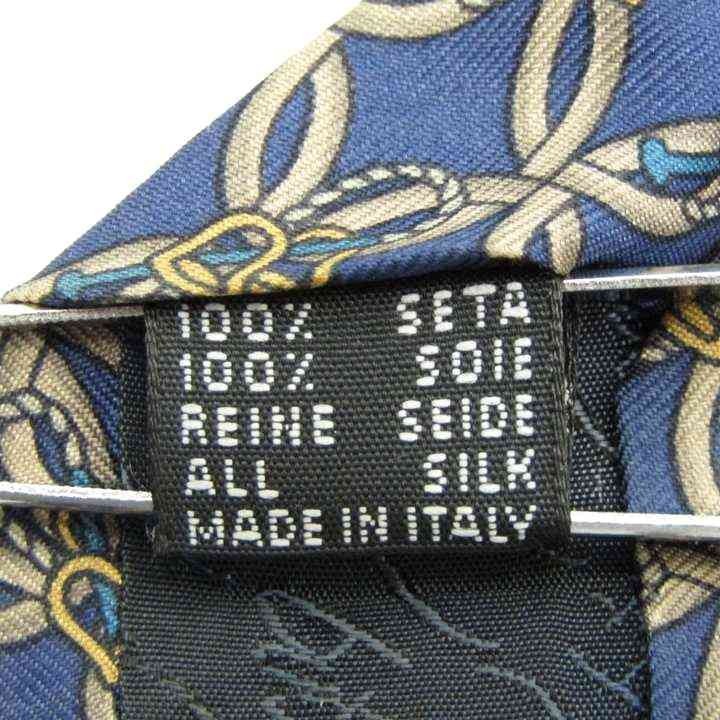 100% SETA
100% SOIE
REINE SEIDE
ALL SILK
MADE IN ITALY